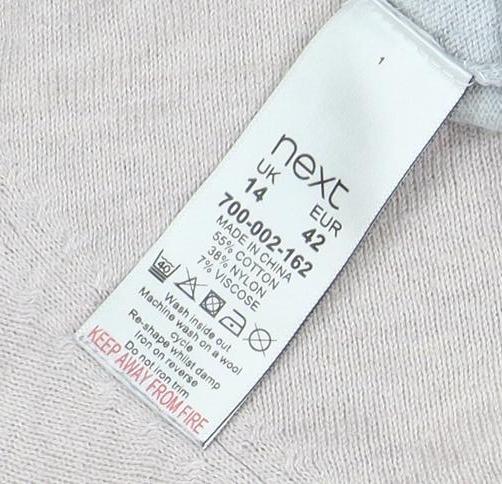 1
next
UK EUR
14 42
700-002-162
MADE IN CHINA
55% COTTON
38% NYLON
7% VISCOSE
40
Wash inside out
Machine wash on a wool
cycle
Re-shape whilst damp
Iron on reverse
Do not iron trim
KEEP AWAY FROM FIRE